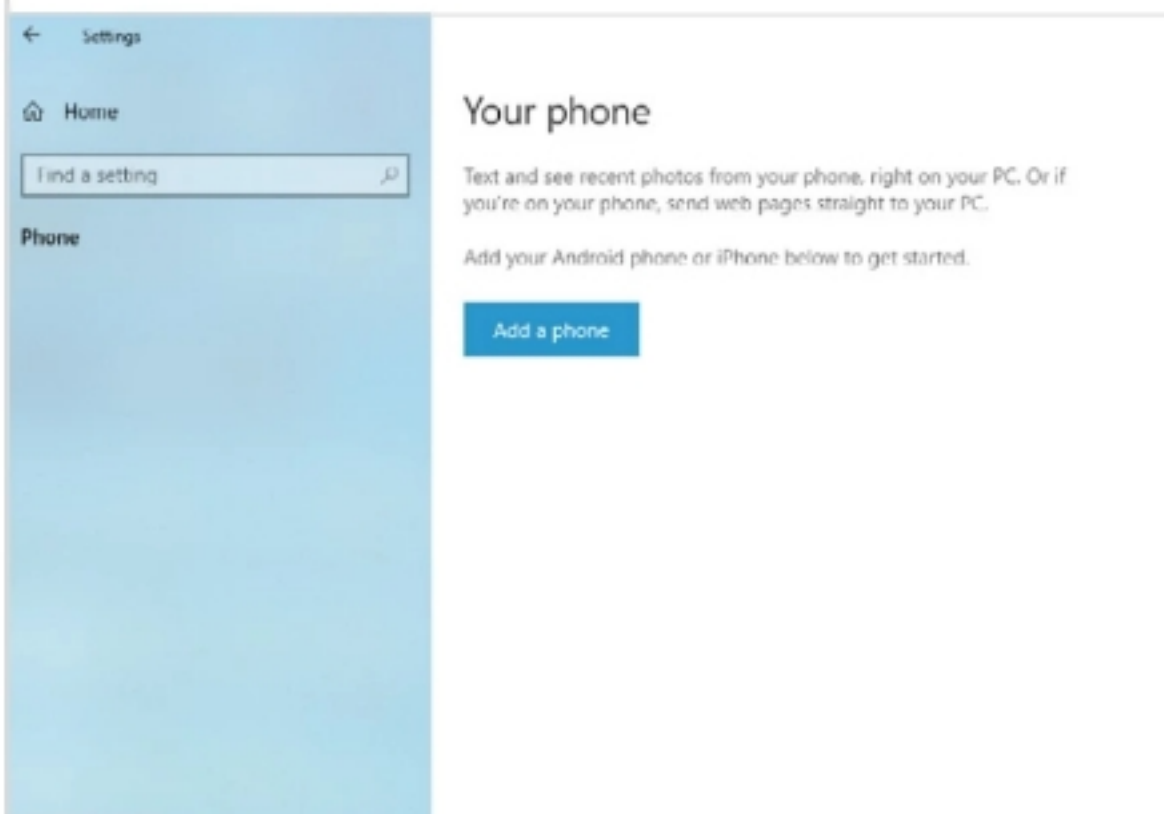 Settings
Home
Find a setting
Phone
Your phone
Text and see recent photos from your phone, right on your PC. Or if
you're on your phone, send web pages straight to your PC.
Add your Android phone or iPhone below to get started.
Add a phone